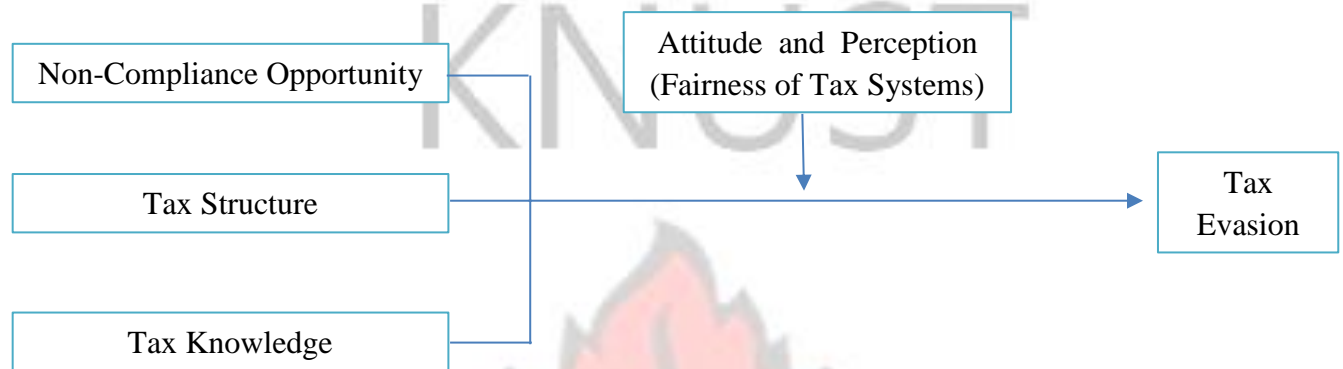 KNUST
Attitude and Perception
(Fairness of Tax Systems)
Non-Compliance Opportunity
Tax Structure
Tax
Evasion
Tax Knowledge